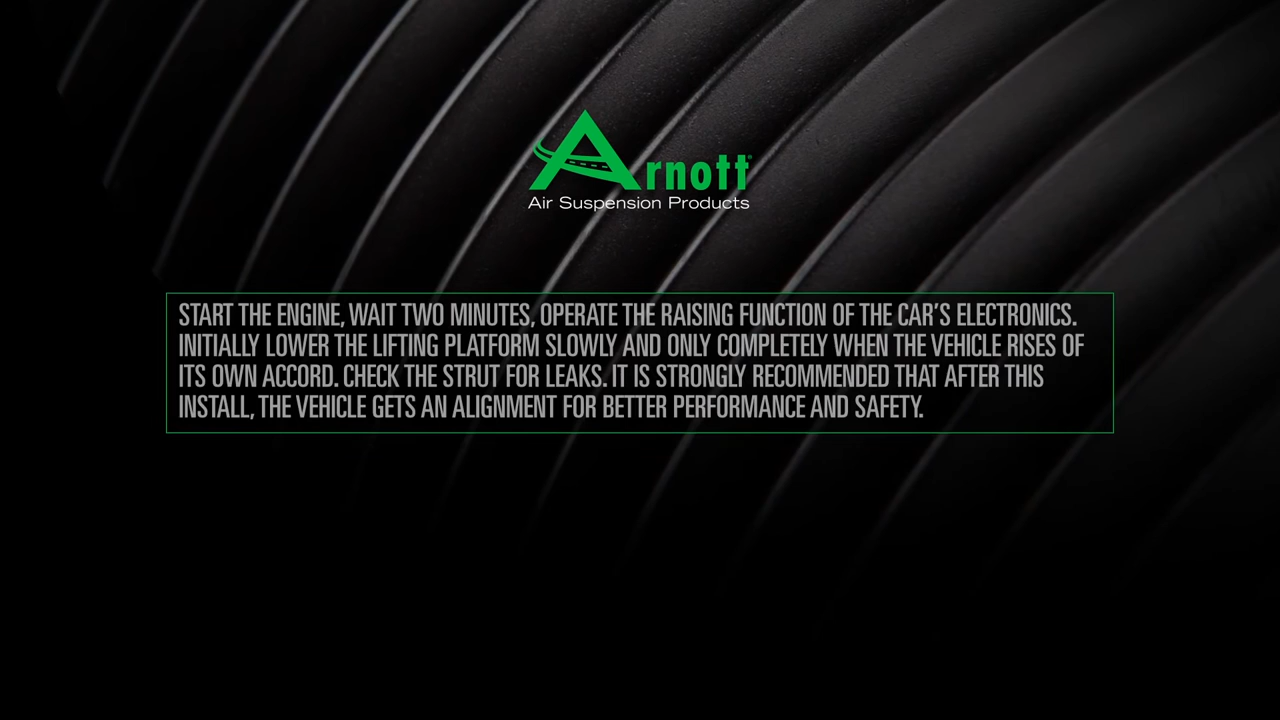 Arnott
Air Suspension Products
START THE ENGINE, WAIT TWO MINUTES, OPERATE THE RAISING FUNCTION OF THE CAR'S ELECTRONICS.
INITIALLY LOWER THE LIFTING PLATFORM SLOWLY AND ONLY COMPLETELY WHEN THE VEHICLE RISES OF
ITS OWN ACCORD. CHECK THE STRUT FOR LEAKS. IT IS STRONGLY RECOMMENDED THAT AFTER THIS
INSTALL, THE VEHICLE GETS AN ALIGNMENT FOR BETTER PERFORMANCE AND SAFETY.